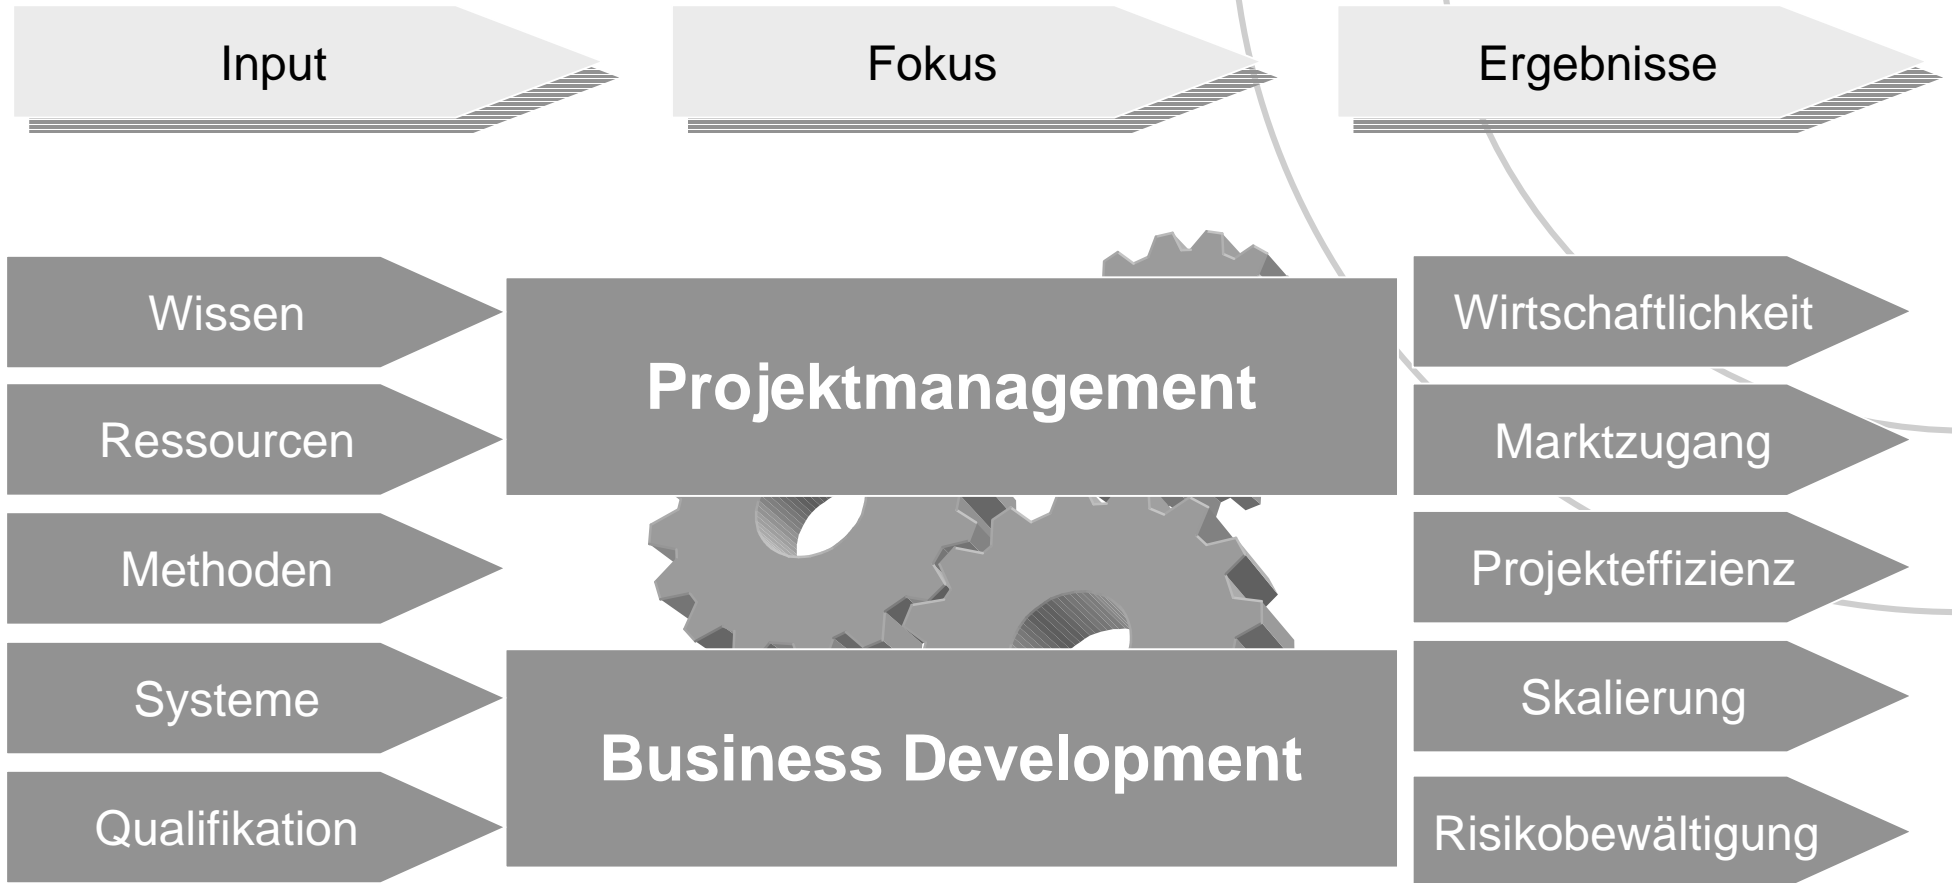 Input
Fokus
Ergebnisse
Wissen
Ressourcen
Methoden
Systeme
Qualifikation
Projektmanagement
Business Development
Wirtschaftlichkeit
Marktzugang
Projekteffizienz
Skalierung
Risikobewältigung